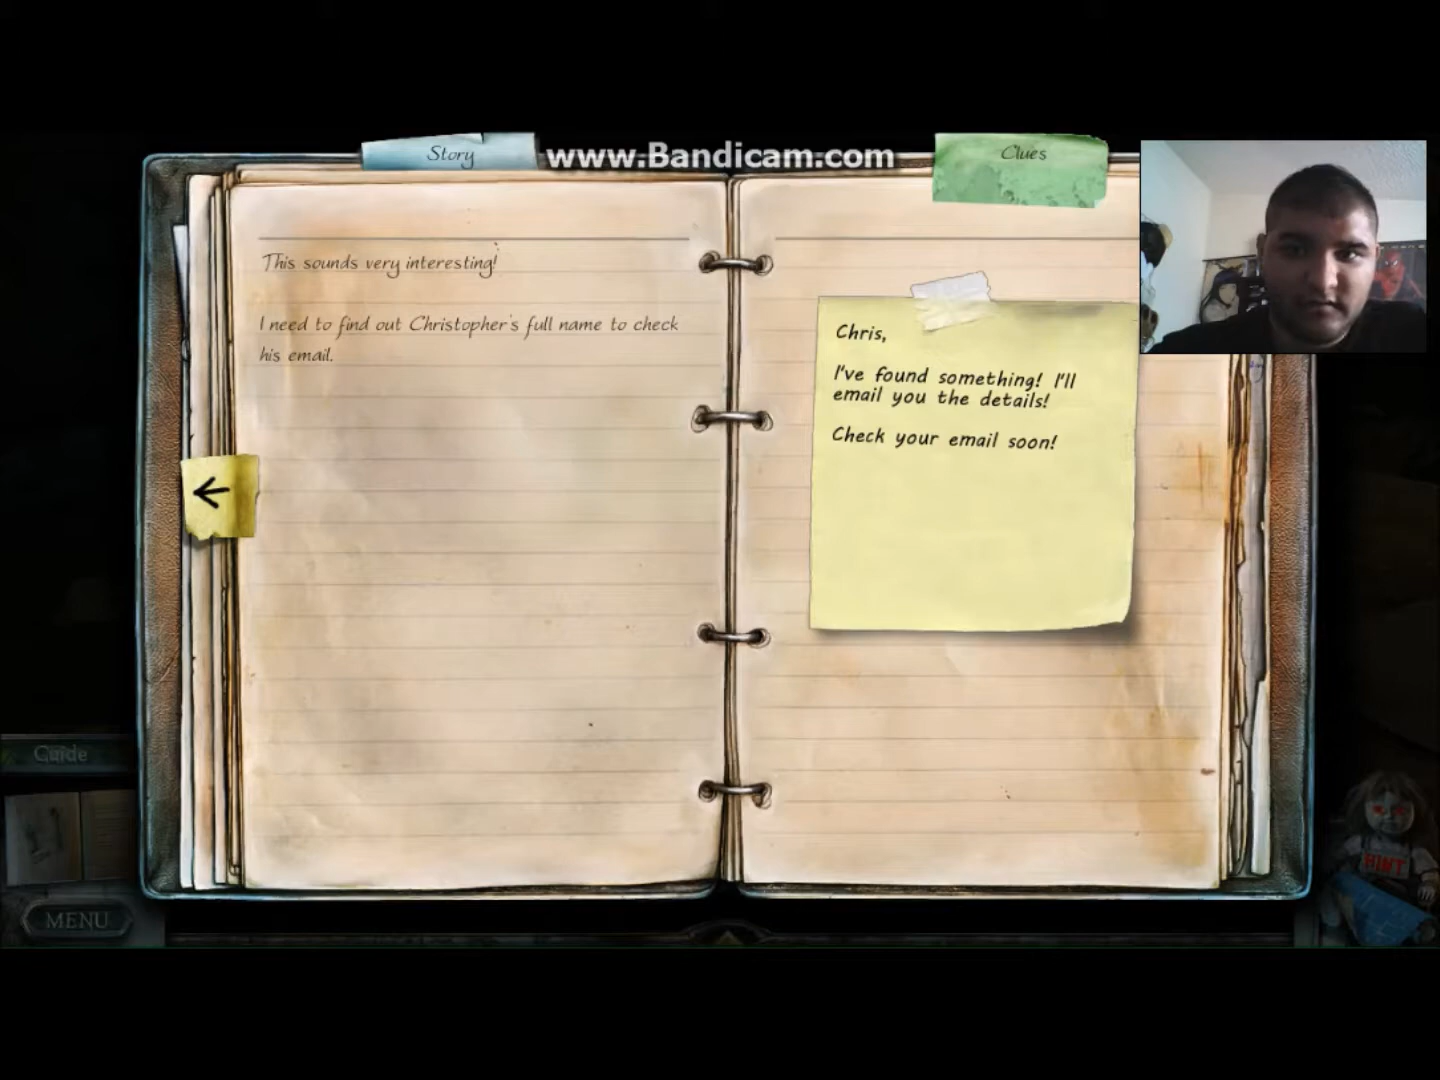 Story
www.Bandicam.com
Clues
This sounds very interesting!
I need to find out Christopher's full name to check
his email.
Chris,
I've found something! I'll
email you the details!
Check your email soon!
Guide
MENU
HINT